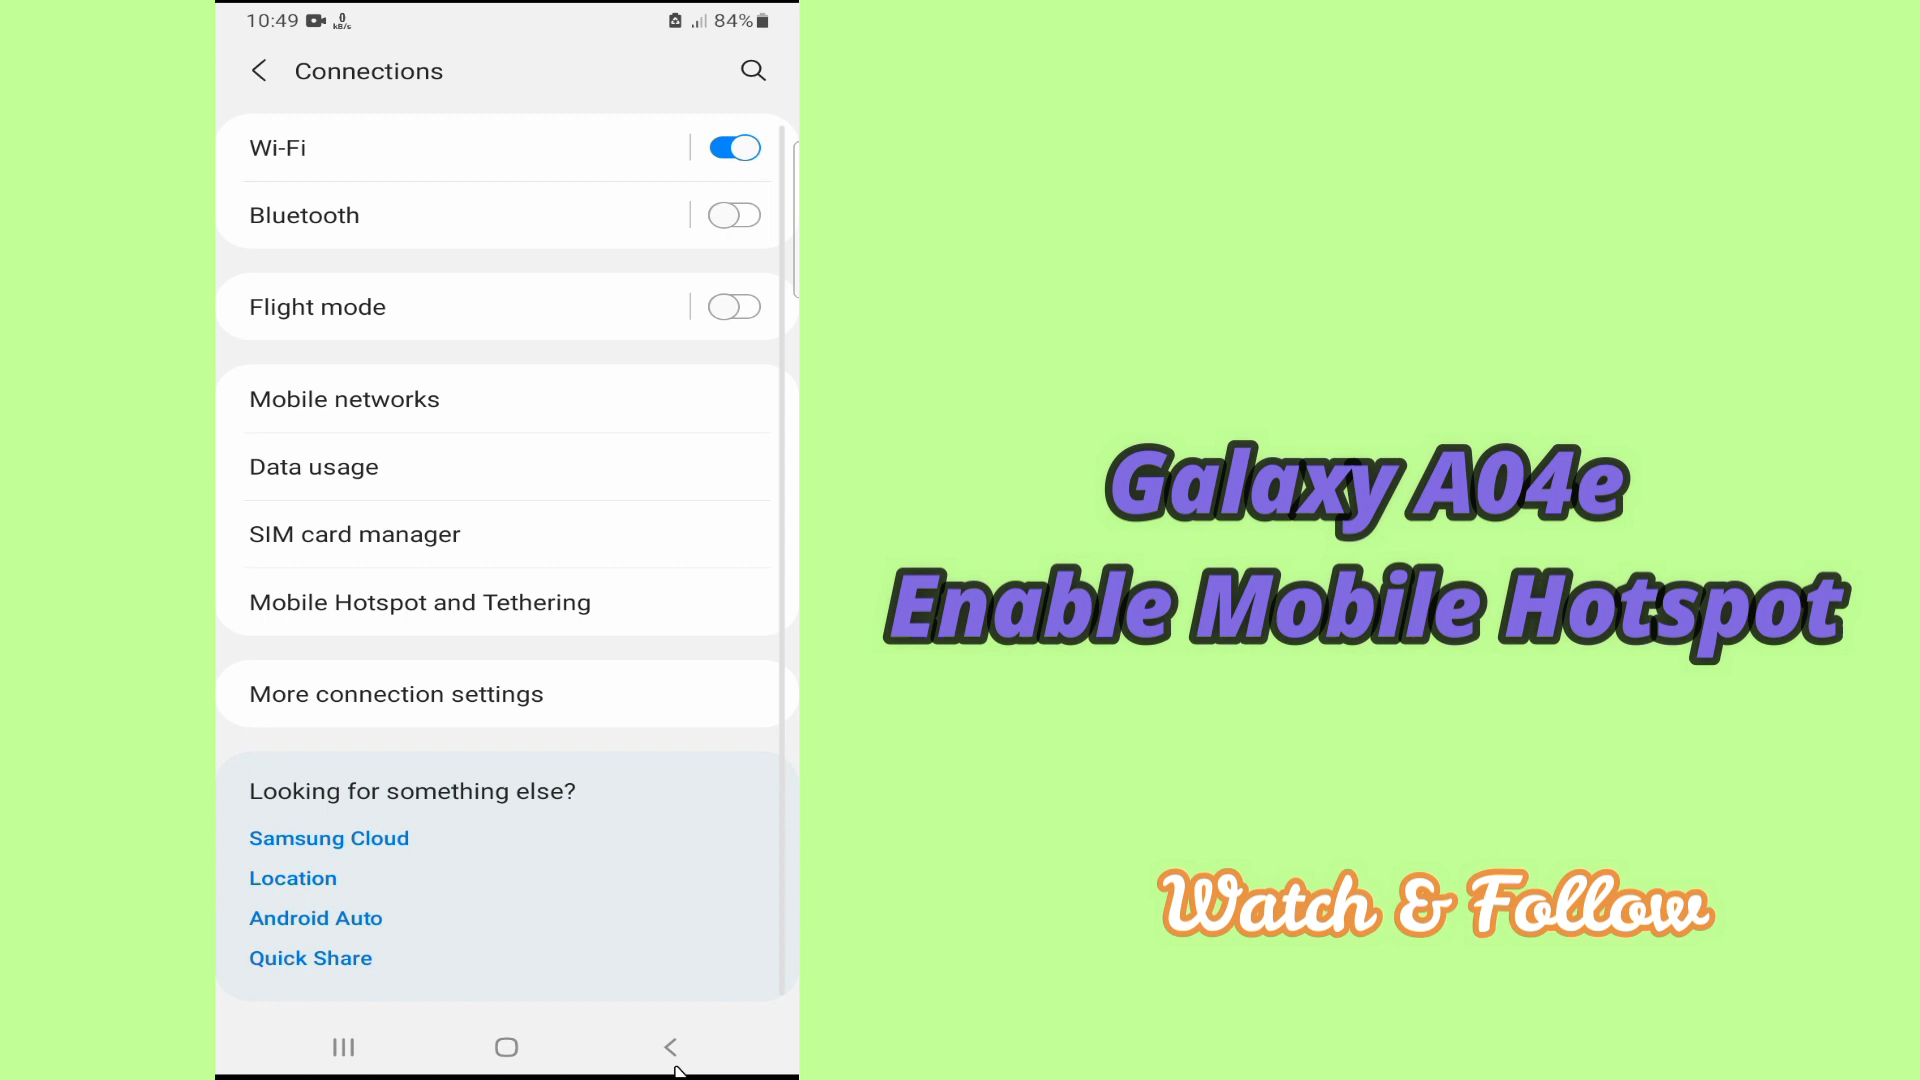 10:49 0 kB/s 84%
Connections
Wi-Fi
Bluetooth
Flight mode
Mobile networks
Data usage
SIM card manager
Mobile Hotspot and Tethering
More connection settings
Looking for something else?
Samsung Cloud
Location
Android Auto
Quick Share
Galaxy A04e
Enable Mobile Hotspot
Watch & Follow